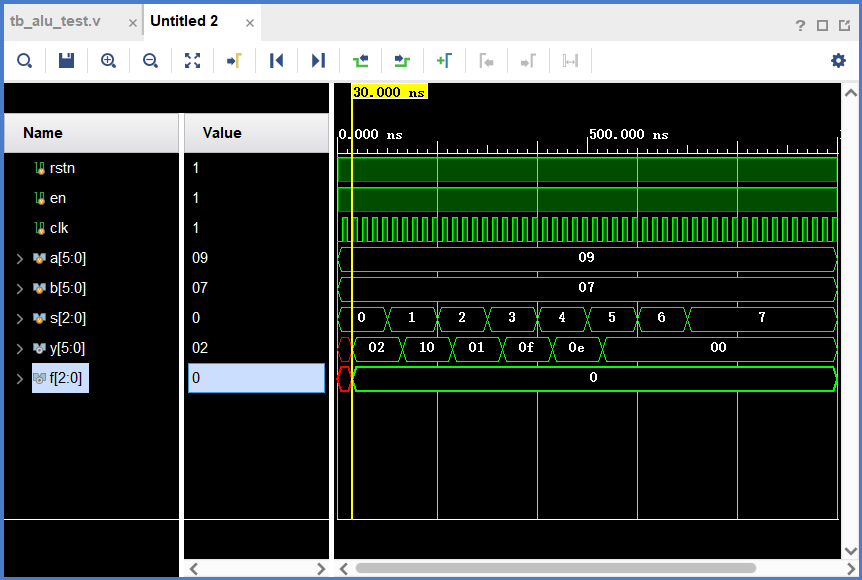 tb_alu_test.v × Untitled 2 ×
?
30.000 ns
Name Value
0.000 ns 500.000 ns
rstn 1
en 1
clk 1
a[5:0] 09 09
b[5:0] 07 07
s[2:0] 0 0 1 2 3 4 5 6 7
y[5:0] 02 02 10 01 0f 0e 00
f[2:0] 0 0